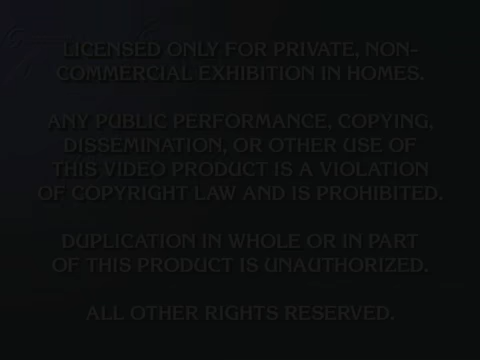 LICENSED ONLY FOR PRIVATE, NON-
COMMERCIAL EXHIBITION IN HOMES.
ANY PUBLIC PERFORMANCE, COPYING,
DISSEMINATION, OR OTHER USE OF
THIS VIDEO PRODUCT IS A VIOLATION
OF COPYRIGHT LAW AND IS PROHIBITED.
DUPLICATION IN WHOLE OR IN PART
OF THIS PRODUCT IS UNAUTHORIZED.
ALL OTHER RIGHTS RESERVED.